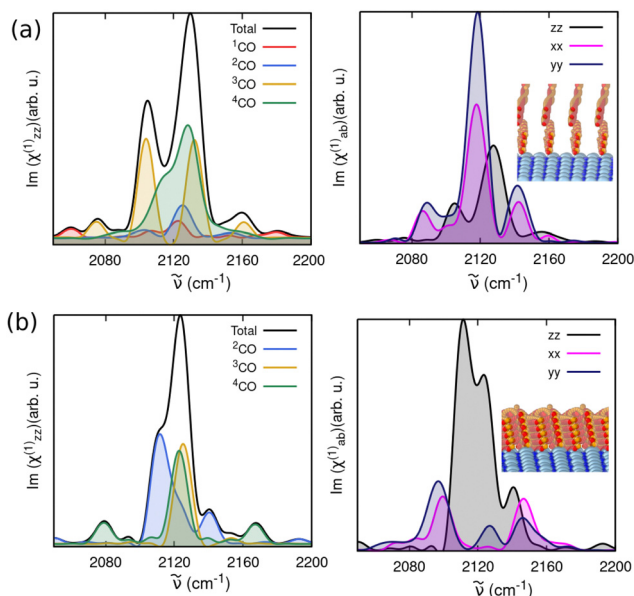 (a)
Total
¹CO
²CO
³CO
⁴CO
Im (χ⁽¹⁾zz)(arb. u.)
2080 2120 2160 2200
ṽ (cm⁻¹)
zz
xx
yy
Im (χ⁽¹⁾ab)(arb. u.)
2080 2120 2160 2200
ṽ (cm⁻¹)
(b)
Total
²CO
³CO
⁴CO
Im (χ⁽¹⁾zz)(arb. u.)
2080 2120 2160 2200
ṽ (cm⁻¹)
zz
xx
yy
Im (χ⁽¹⁾ab)(arb. u.)
2080 2120 2160 2200
ṽ (cm⁻¹)